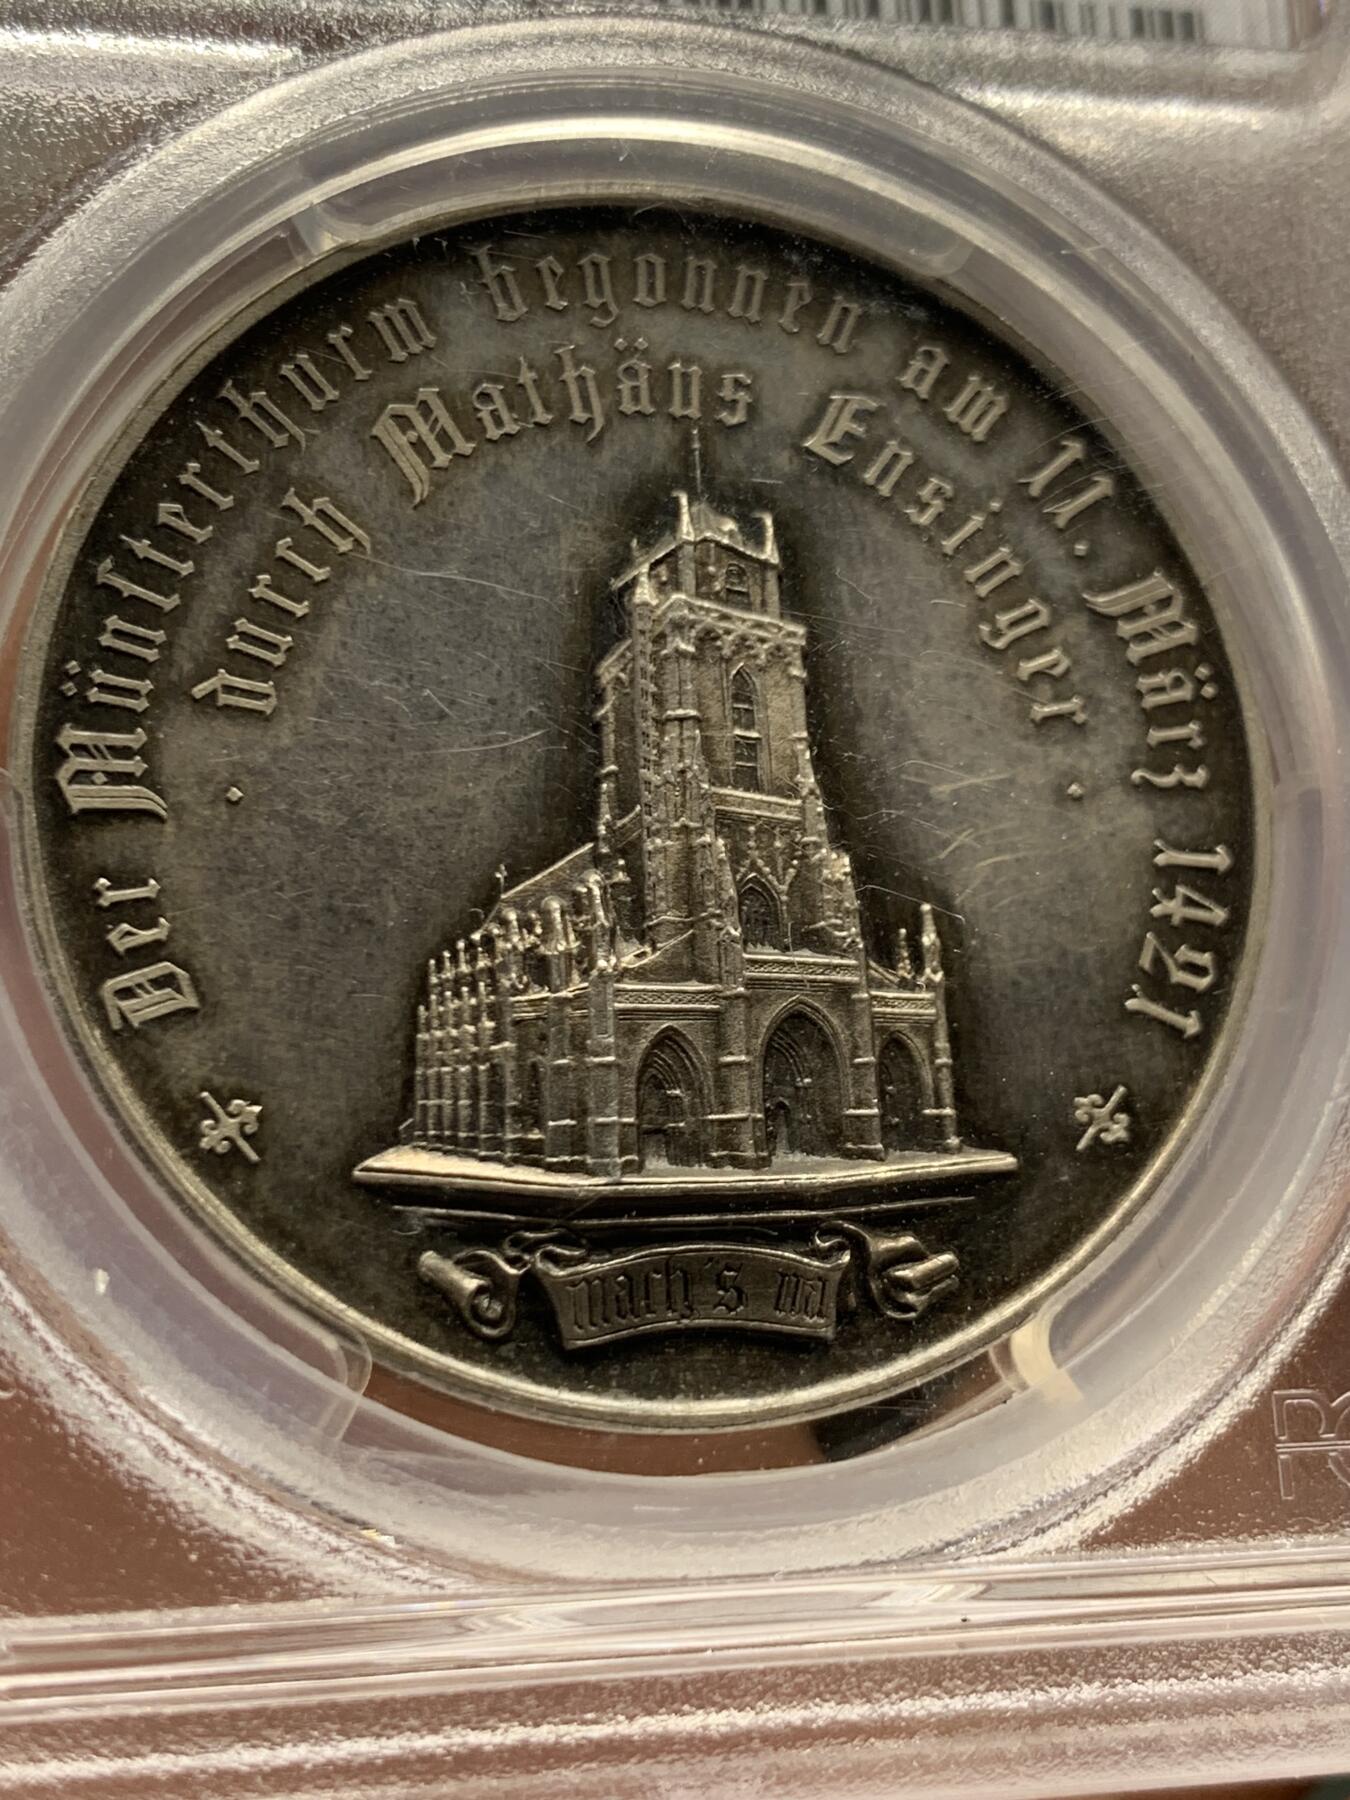 Der Münſterthurm begonnen am 11. März 1421
· durch Mathäus Ensinger ·
mach's na